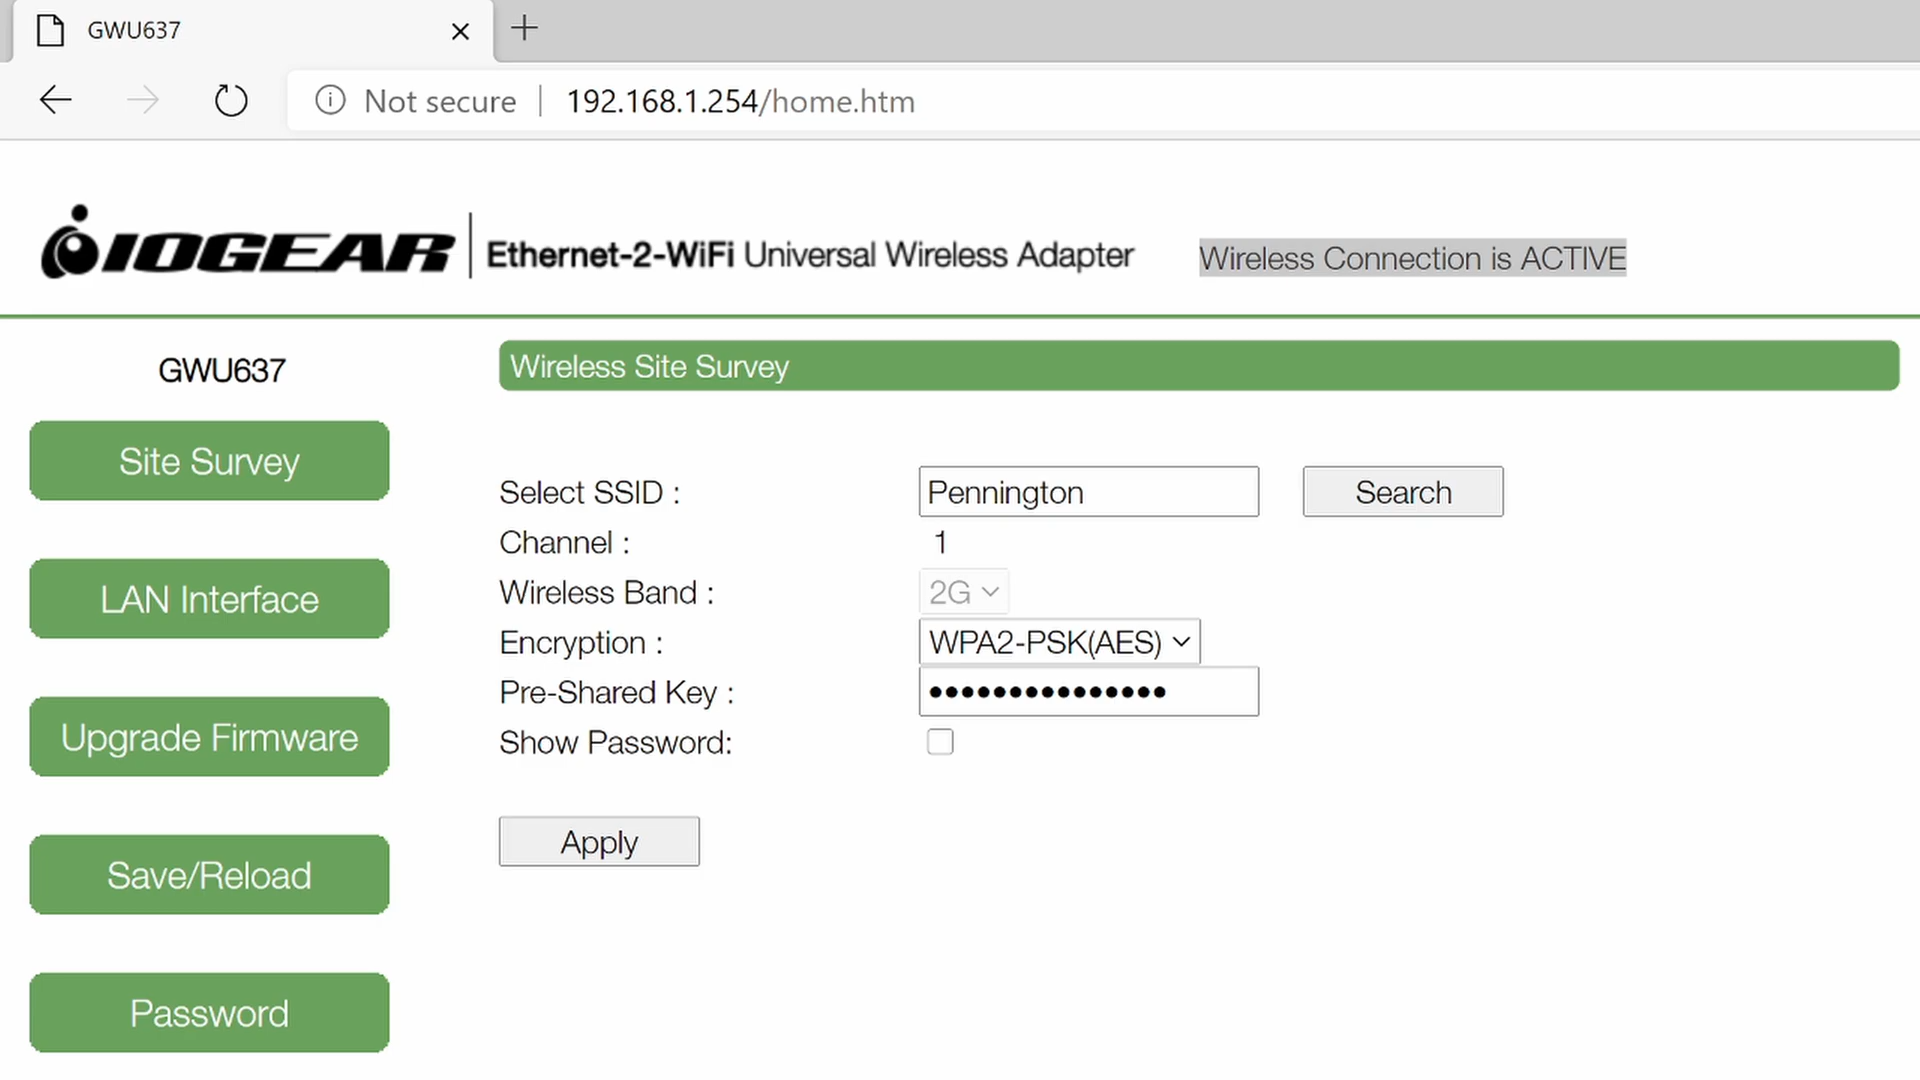 GWU637
Not secure 192.168.1.254/home.htm
IOGEAR Ethernet-2-WiFi Universal Wireless Adapter Wireless Connection is ACTIVE
GWU637
Site Survey
LAN Interface
Upgrade Firmware
Save/Reload
Password
Wireless Site Survey
Select SSID : Pennington Search
Channel : 1
Wireless Band : 2G
Encryption : WPA2-PSK(AES)
Pre-Shared Key : •••••••••••••••
Show Password:
Apply